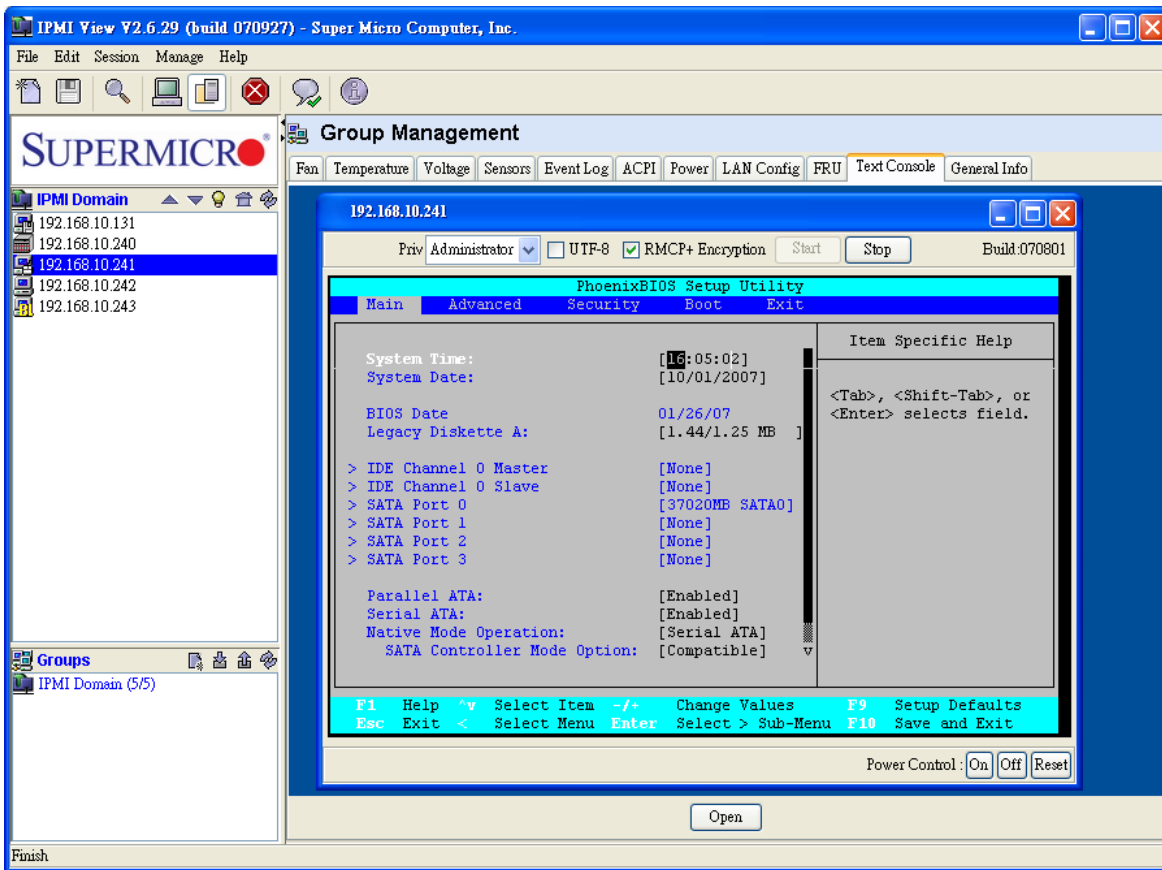 IPMI View V2.6.29 (build 070927) - Super Micro Computer, Inc.
File Edit Session Manage Help
SUPERMICRO®
Group Management
Fan Temperature Voltage Sensors Event Log ACPI Power LAN Config FRU Text Console General Info
IPMI Domain
192.168.10.131
192.168.10.240
192.168.10.241
192.168.10.242
192.168.10.243
Groups
IPMI Domain (5/5)
192.168.10.241
Priv Administrator UTF-8 RMCP+ Encryption Start Stop Build:070801
PhoenixBIOS Setup Utility
Main Advanced Security Boot Exit
Item Specific Help
System Time: [16:05:02]
System Date: [10/01/2007]
<Tab>, <Shift-Tab>, or
<Enter> selects field.
BIOS Date 01/26/07
Legacy Diskette A: [1.44/1.25 MB ]
> IDE Channel 0 Master [None]
> IDE Channel 0 Slave [None]
> SATA Port 0 [37020MB SATA0]
> SATA Port 1 [None]
> SATA Port 2 [None]
> SATA Port 3 [None]
Parallel ATA: [Enabled]
Serial ATA: [Enabled]
Native Mode Operation: [Serial ATA]
SATA Controller Mode Option: [Compatible] v
F1 Help ^v Select Item -/+ Change Values F9 Setup Defaults
Esc Exit < Select Menu Enter Select > Sub-Menu F10 Save and Exit
Power Control : On Off Reset
Open
Finish